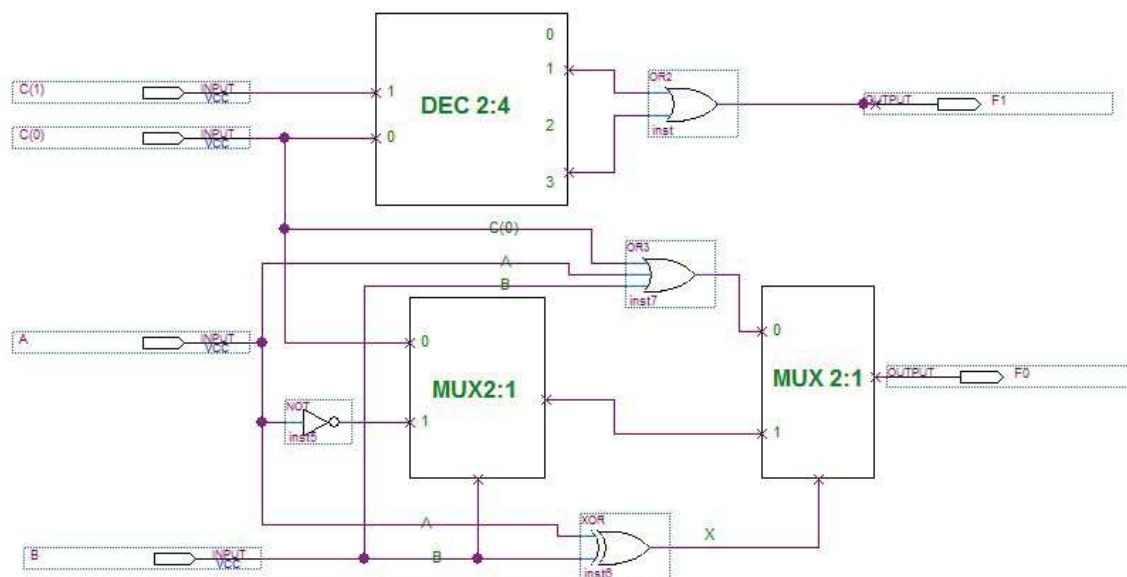 0
C(1) INPUT VCC 1 DEC 2:4 1 OR2
OUTPUT F1
C(0) INPUT VCC 0 2 inst
3
C(0) OR3
A
B inst7
A INPUT VCC 0 0
MUX2:1 MUX 2:1 OUTPUT F0
NOT 1 1
inst5
A XOR
X
B INPUT VCC B inst6